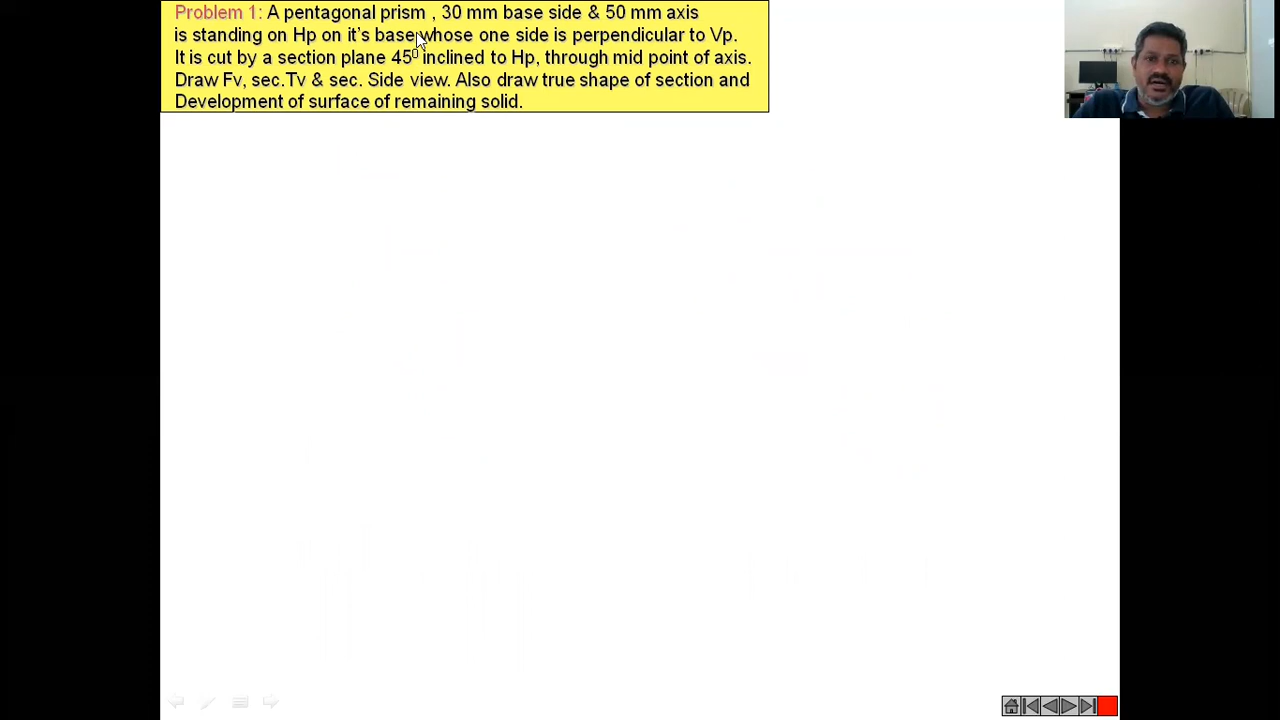 Problem 1: A pentagonal prism , 30 mm base side & 50 mm axis
is standing on Hp on it's base whose one side is perpendicular to Vp.
It is cut by a section plane 45⁰ inclined to Hp, through mid point of axis.
Draw Fv, sec.Tv & sec. Side view. Also draw true shape of section and
Development of surface of remaining solid.